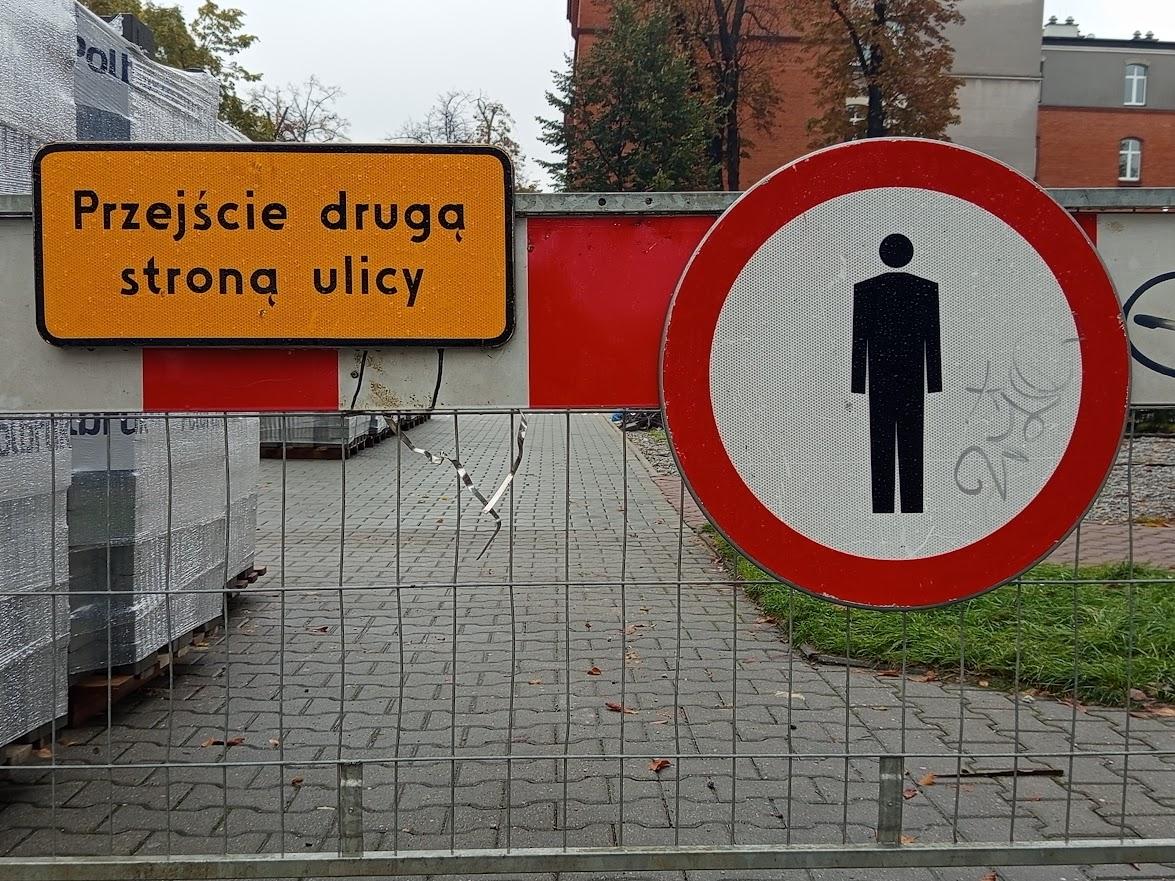 Przejście drugą
stroną ulicy